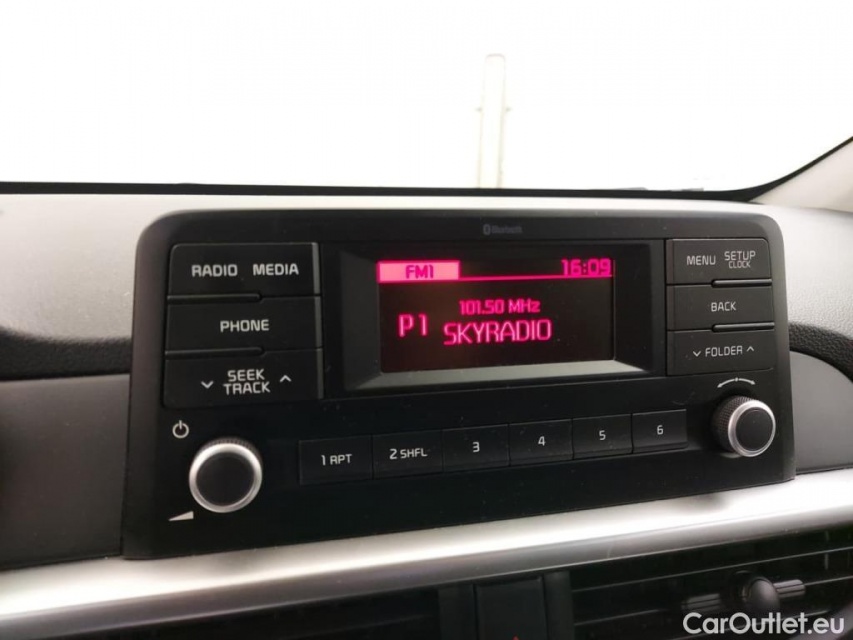 Bluetooth
RADIO MEDIA
PHONE
SEEK
TRACK
FM1 16:09
101.50 MHz
P1 SKYRADIO
MENU SETUP
CLOCK
BACK
FOLDER
1 RPT 2 SHFL 3 4 5 6
CarOutlet.eu